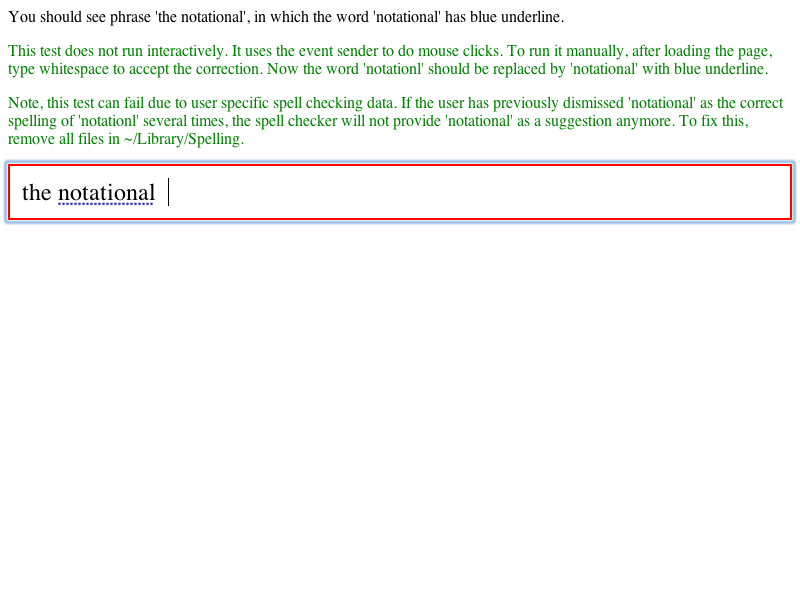 You should see phrase 'the notational', in which the word 'notational' has blue underline.
This test does not run interactively. It uses the event sender to do mouse clicks. To run it manually, after loading the page,
type whitespace to accept the correction. Now the word 'notationl' should be replaced by 'notational' with blue underline.
Note, this test can fail due to user specific spell checking data. If the user has previously dismissed 'notational' as the correct
spelling of 'notationl' several times, the spell checker will not provide 'notational' as a suggestion anymore. To fix this,
remove all files in ~/Library/Spelling.
the notational